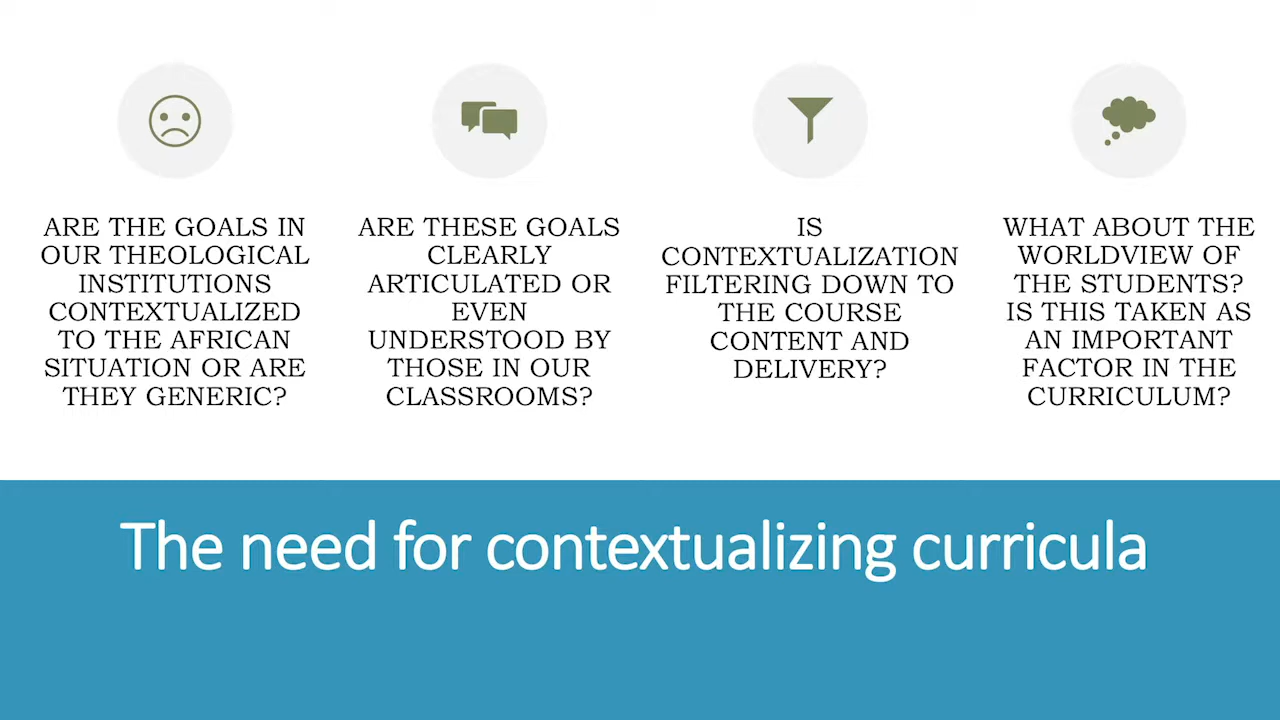 ARE THE GOALS IN
OUR THEOLOGICAL
INSTITUTIONS
CONTEXTUALIZED
TO THE AFRICAN
SITUATION OR ARE
THEY GENERIC?
ARE THESE GOALS
CLEARLY
ARTICULATED OR
EVEN
UNDERSTOOD BY
THOSE IN OUR
CLASSROOMS?
IS
CONTEXTUALIZATION
FILTERING DOWN TO
THE COURSE
CONTENT AND
DELIVERY?
WHAT ABOUT THE
WORLDVIEW OF
THE STUDENTS?
IS THIS TAKEN AS
AN IMPORTANT
FACTOR IN THE
CURRICULUM?
The need for contextualizing curricula